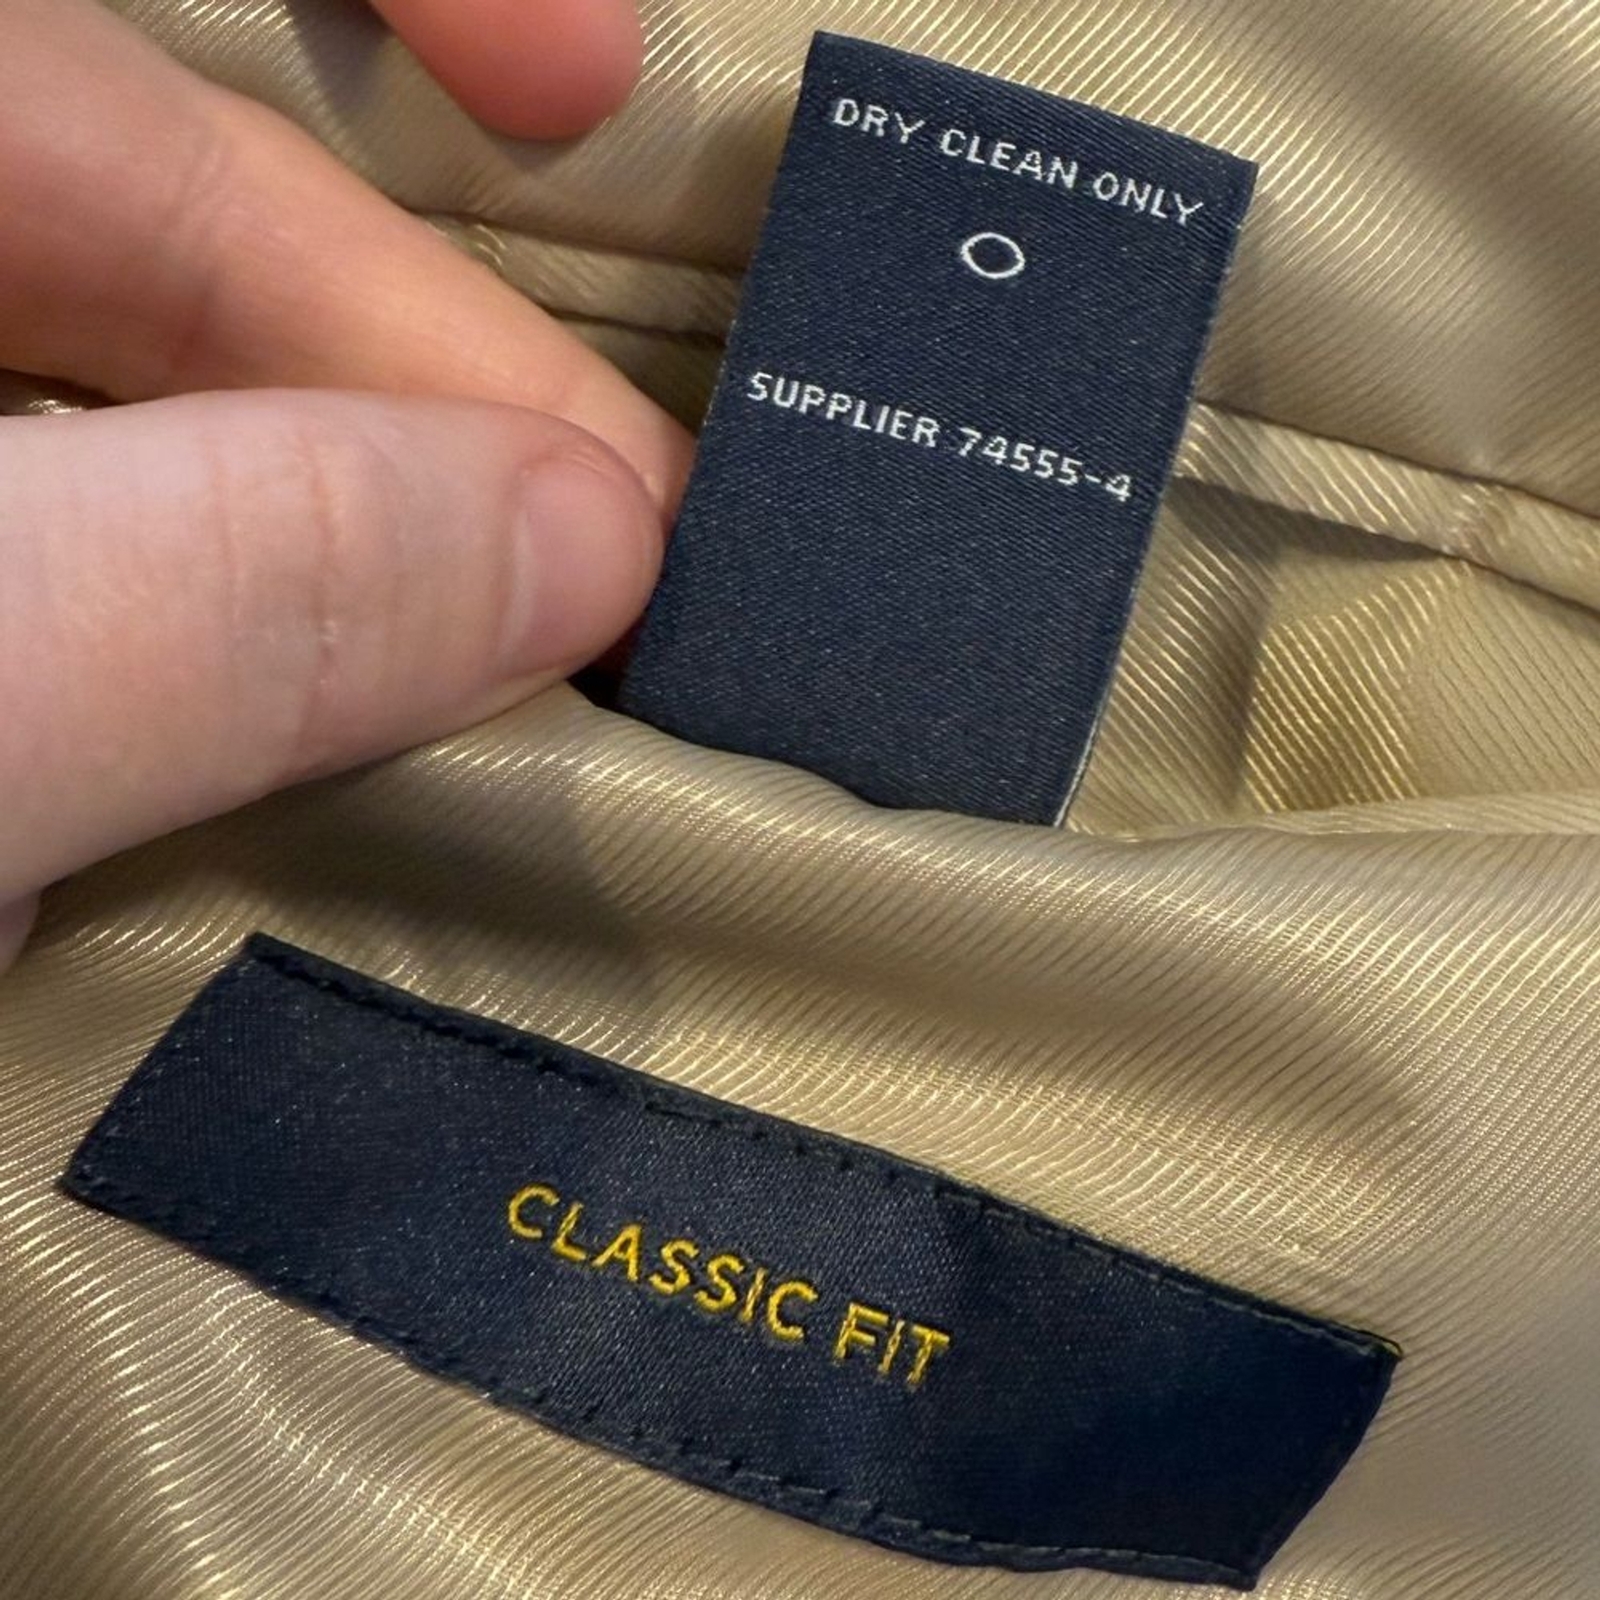 DRY CLEAN ONLY
SUPPLIER 74555-4
CLASSIC FIT